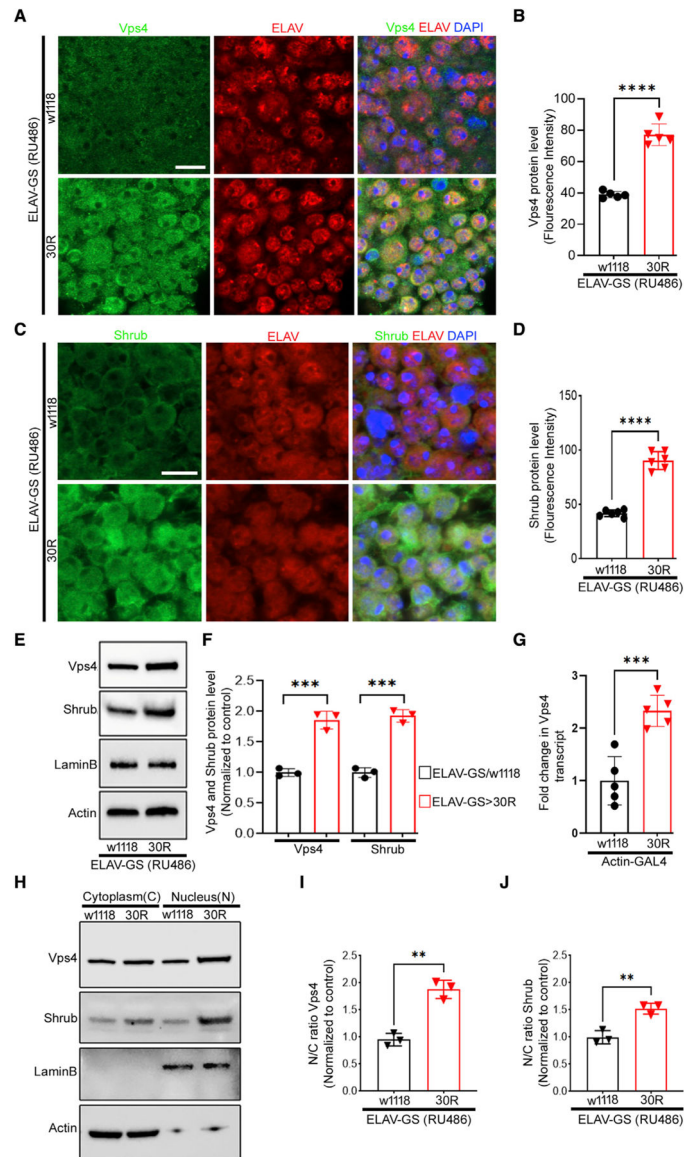 A
Vps4
ELAV
Vps4 ELAV DAPI
ELAV-GS (RU486)
w1118
30R
B
Vps4 protein level
(Flourescence Intensity)
100
80
60
40
20
0
****
w1118 30R
ELAV-GS (RU486)
C
Shrub
ELAV
Shrub ELAV DAPI
ELAV-GS (RU486)
w1118
30R
D
Shrub protein level
(Flourescence Intensity)
150
100
50
0
****
w1118 30R
ELAV-GS (RU486)
E
Vps4
Shrub
LaminB
Actin
w1118 30R
ELAV-GS (RU486)
F
Vps4 and Shrub protein level
(Normalized to control)
2.5
2.0
1.5
1.0
0.5
0.0
*** ***
Vps4 Shrub
ELAV-GS/w1118
ELAV-GS>30R
G
Fold change in Vps4
transcript
3
2
1
0
***
w1118 30R
Actin-GAL4
H
Cytoplasm(C) Nucleus(N)
w1118 30R w1118 30R
Vps4
Shrub
LaminB
Actin
I
N/C ratio Vps4
(Normalized to control)
2.5
2.0
1.5
1.0
0.5
0.0
**
w1118 30R
ELAV-GS (RU486)
J
N/C ratio Shrub
(Normalized to control)
2.5
2.0
1.5
1.0
0.5
0.0
**
w1118 30R
ELAV-GS (RU486)